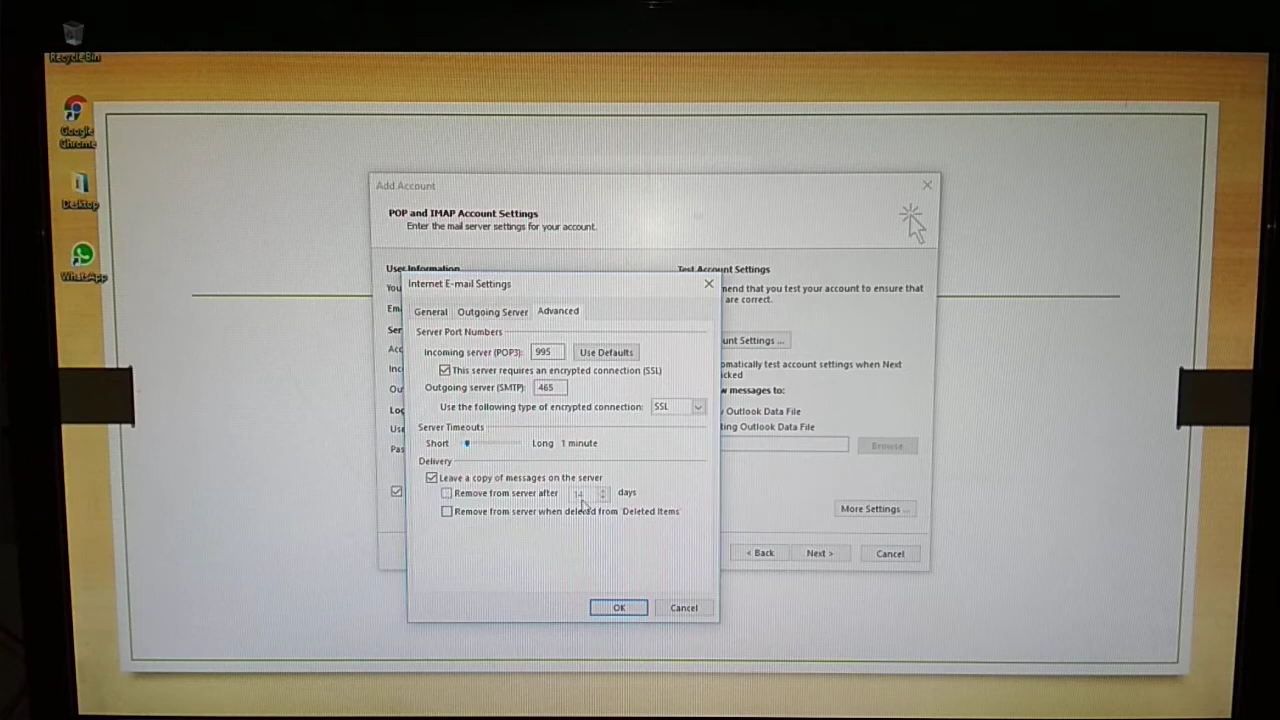 Recycle Bin
Google
Chrome
Desktop
WhatsApp
Add Account
POP and IMAP Account Settings
Enter the mail server settings for your account.
User Information
Test Account Settings
You
mend that you test your account to ensure that
are correct.
Em
Ser
Acc
unt Settings ...
Inc
omatically test account settings when Next
cked
Ou
w messages to:
Log
Outlook Data File
Use
ting Outlook Data File
Pas
Browse
More Settings ...
< Back
Next >
Cancel
Internet E-mail Settings
General
Outgoing Server
Advanced
Server Port Numbers
Incoming server (POP3): 995 Use Defaults
This server requires an encrypted connection (SSL)
Outgoing server (SMTP): 465
Use the following type of encrypted connection: SSL
Server Timeouts
Short Long 1 minute
Delivery
Leave a copy of messages on the server
Remove from server after 14 days
Remove from server when deleted from 'Deleted Items'
OK
Cancel